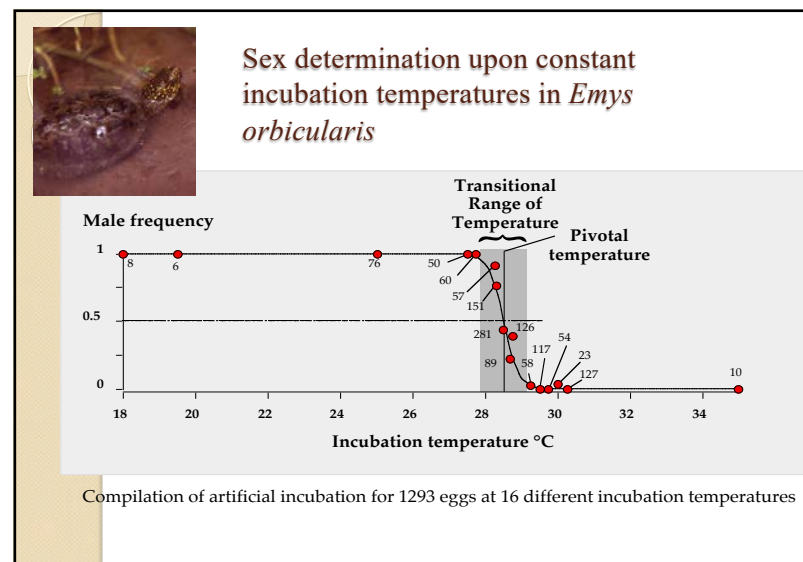 Sex determination upon constant
incubation temperatures in Emys
orbicularis
Transitional
Range of
Temperature
Male frequency
Pivotal
temperature
1
8
6
76
50
60
57
151
0.5
281
126
89
58
117
54
23
127
10
0
18
20
22
24
26
28
30
32
34
Incubation temperature °C
Compilation of artificial incubation for 1293 eggs at 16 different incubation temperatures